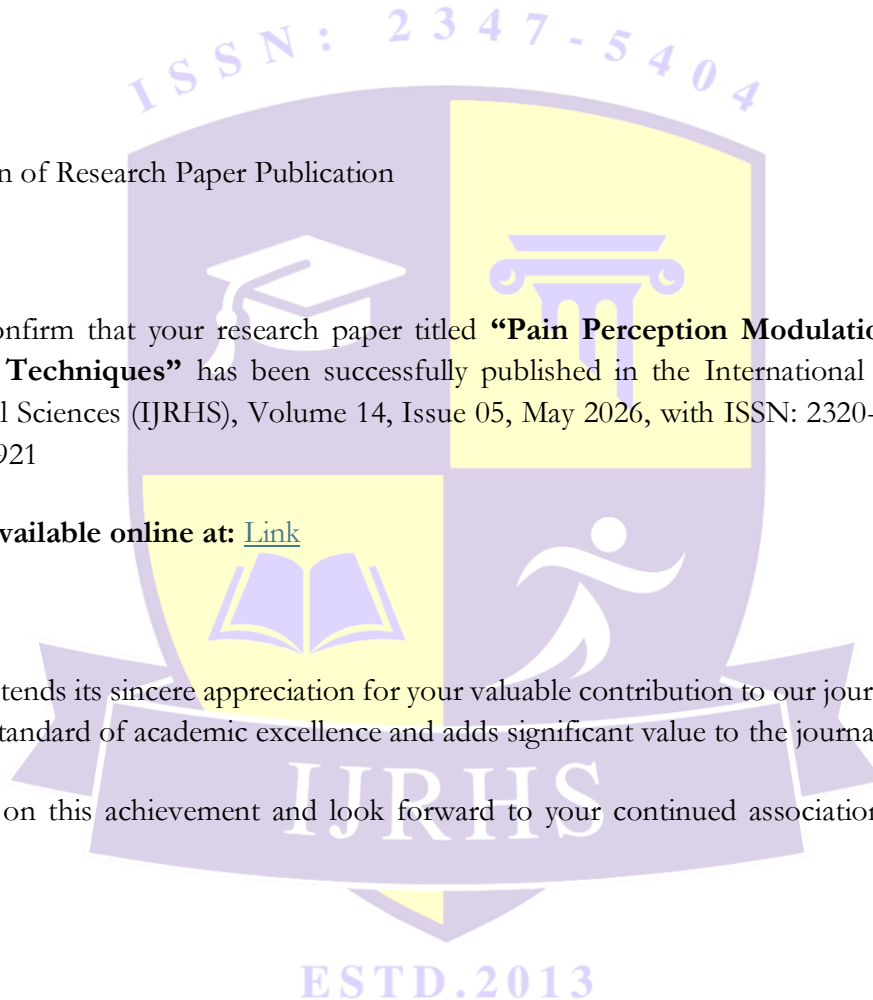 ISSN: 2347-5404
n of Research Paper Publication
onfirm that your research paper titled “Pain Perception Modulatio
Techniques” has been successfully published in the International
l Sciences (IJRHS), Volume 14, Issue 05, May 2026, with ISSN: 2320-
921
vailable online at: Link
tends its sincere appreciation for your valuable contribution to our jour
tandard of academic excellence and adds significant value to the journa
IJRHS
on this achievement and look forward to your continued association
ESTD.2013